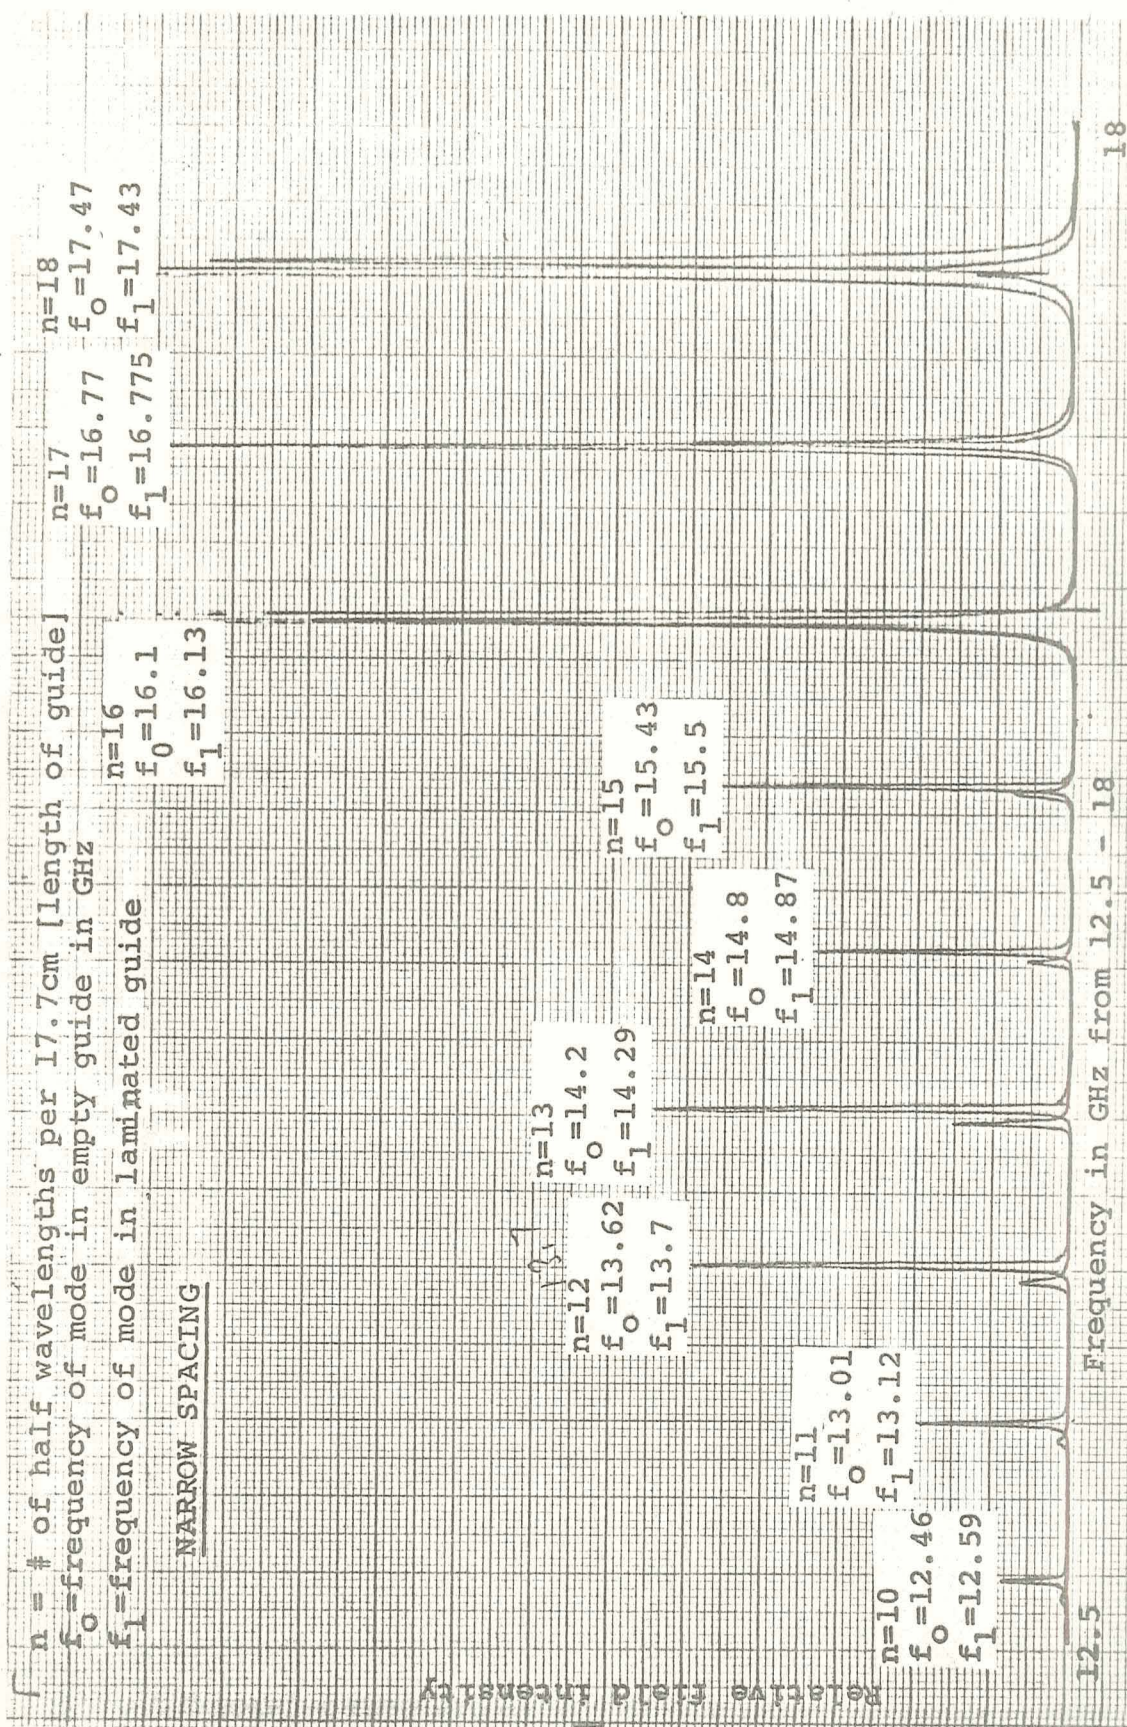 n = # of half wavelengths per 17.7cm [length of guide]
fo=frequency of mode in empty guide in GHz
f1=frequency of mode in laminated guide
NARROW SPACING
n=10
fo=12.46
f1=12.59
n=11
fo=13.01
f1=13.12
n=12
fo=13.62
f1=13.7
n=13
fo=14.2
f1=14.29
n=14
fo=14.8
f1=14.87
n=15
fo=15.43
f1=15.5
n=16
f0=16.1
f1=16.13
n=17
fo=16.77
f1=16.775
n=18
fo=17.47
f1=17.43
Relative Field Intensity
12.5
Frequency in GHz from 12.5 - 18
18